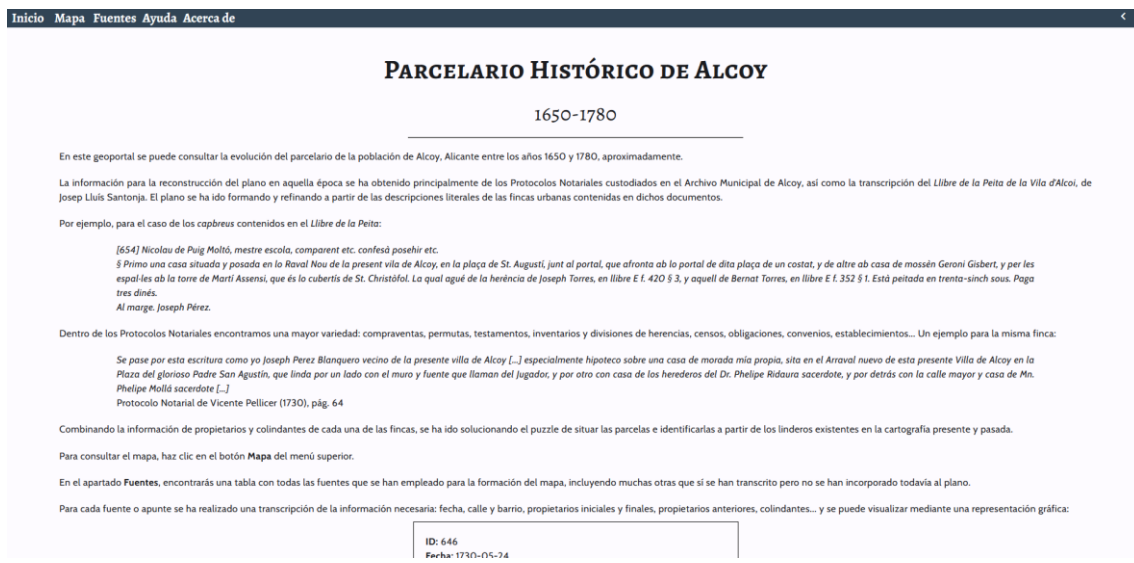 Inicio Mapa Fuentes Ayuda Acerca de
Parcelario Histórico de Alcoy
1650-1780
En este geoportal se puede consultar la evolución del parcelario de la población de Alcoy, Alicante entre los años 1650 y 1780, aproximadamente.
La información para la reconstrucción del plano en aquella época se ha obtenido principalmente de los Protocolos Notariales custodiados en el Archivo Municipal de Alcoy, así como la transcripción del Llibre de la Peita de la Vila d'Alcoi, de
Josep Lluís Santonja. El plano se ha ido formando y refinando a partir de las descripciones literales de las fincas urbanas contenidas en dichos documentos.
Por ejemplo, para el caso de los capbreus contenidos en el Llibre de la Peita:
[654] Nicolau de Puig Moltó, mestre escola, comparent etc. confesà posehir etc.
§ Primo una casa situada y posada en lo Raval Nou de la present vila de Alcoy, en la plaça de St. Augustí, junt al portal, que afronta ab lo portal de dita plaça de un costat, y de altre ab casa de mossén Geroni Gisbert, y per les
espal·les ab la torre de Martí Assensi, que és lo cubertís de St. Christófol. La qual agué de la herència de Joseph Torres, en llibre E f. 420 § 3, y aquell de Bernat Torres, en llibre E f. 352 § 1. Està peitada en trenta-sinch sous. Paga
tres dinés.
Al marge. Joseph Pérez.
Dentro de los Protocolos Notariales encontramos una mayor variedad: compraventas, permutas, testamentos, inventarios y divisiones de herencias, censos, obligaciones, convenios, establecimientos... Un ejemplo para la misma finca:
Se pase por esta escritura como yo Joseph Perez Blanquero vecino de la presente villa de Alcoy [...] especialmente hipoteco sobre una casa de morada mía propia, sita en el Arraval nuevo de esta presente Villa de Alcoy en la
Plaza del glorioso Padre San Agustín, que linda por un lado con el muro y fuente que llaman del Jugador, y por otro con casa de los herederos del Dr. Phelipe Ridaura sacerdote, y por detrás con la calle mayor y casa de Mn.
Phelipe Mollá sacerdote [...]
Protocolo Notarial de Vicente Pellicer (1730), pág. 64
Combinando la información de propietarios y colindantes de cada una de las fincas, se ha ido solucionando el puzzle de situar las parcelas e identificarlas a partir de los linderos existentes en la cartografía presente y pasada.
Para consultar el mapa, haz clic en el botón Mapa del menú superior.
En el apartado Fuentes, encontrarás una tabla con todas las fuentes que se han empleado para la formación del mapa, incluyendo muchas otras que sí se han transcrito pero no se han incorporado todavía al plano.
Para cada fuente o apunte se ha realizado una transcripción de la información necesaria: fecha, calle y barrio, propietarios iniciales y finales, propietarios anteriores, colindantes... y se puede visualizar mediante una representación gráfica:
ID: 646
Fecha: 1730-05-24